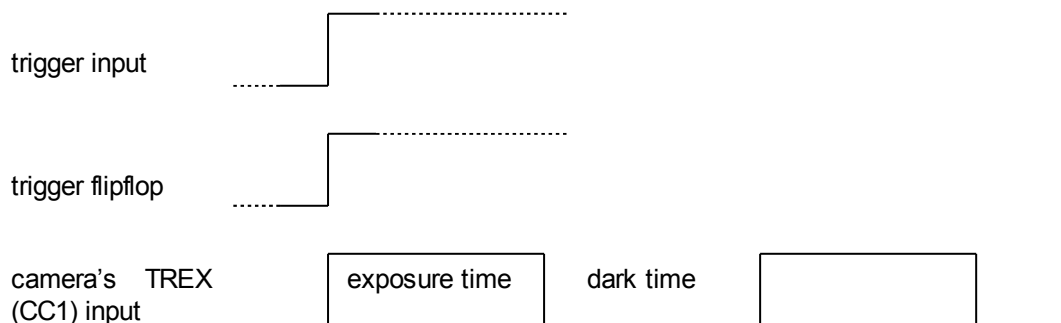 trigger input
trigger flipflop
camera's TREX exposure time dark time
(CC1) input